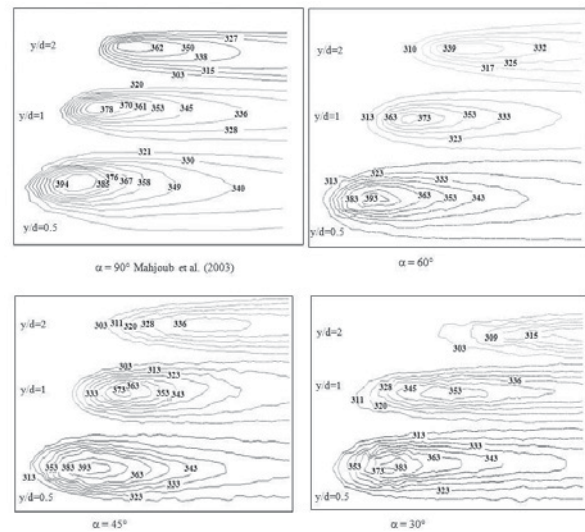 y/d=2
327
362 350
338
315
303
320
y/d=1
378 370 361 353 345
336
328
321
330
394 385 376 367 358 349 340
y/d=0.5
α = 90° Mahjoub et al. (2003)
y/d=2
310 339 332
325
317
y/d=1
313 363 373 353 333
323
313 323 333
383 393 363 353 343
y/d=0.5
α = 60°
y/d=2
303 311 320 328 336
303
313
323
y/d=1
333 373 363 353 343
353 383 393 363 343
313
333
323
y/d=0.5
α = 45°
y/d=2
303 309 315
y/d=1
311 328 345 353 336
320
313
333
353 373 383 363 343
323
y/d=0.5
α = 30°